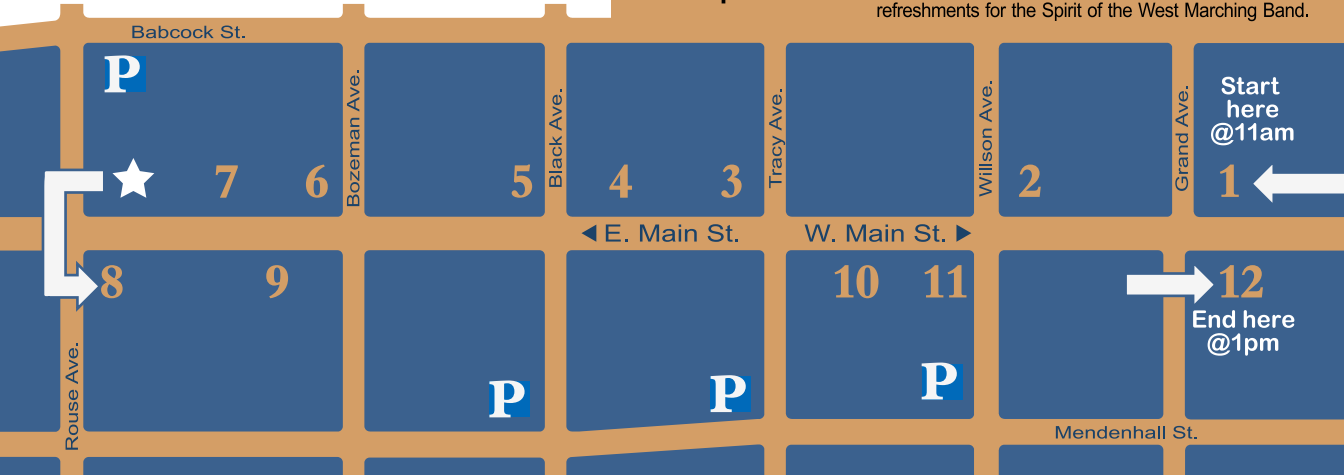 refreshments for the Spirit of the West Marching Band.
Babcock St.
P
Bozeman Ave.
Black Ave.
Tracy Ave.
Willson Ave.
Grand Ave.
Start
here
@11am
7
6
5
4
3
2
1
◄ E. Main St.
W. Main St. ►
8
9
10
11
12
End here
@1pm
Rouse Ave.
P
P
P
Mendenhall St.